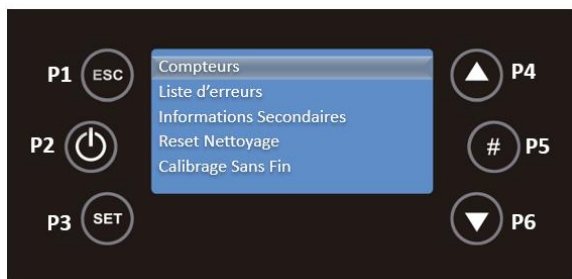 P1 ESC
P2
P3 SET
Compteurs
Liste d'erreurs
Informations Secondaires
Reset Nettoyage
Calibrage Sans Fin
P4
# P5
P6